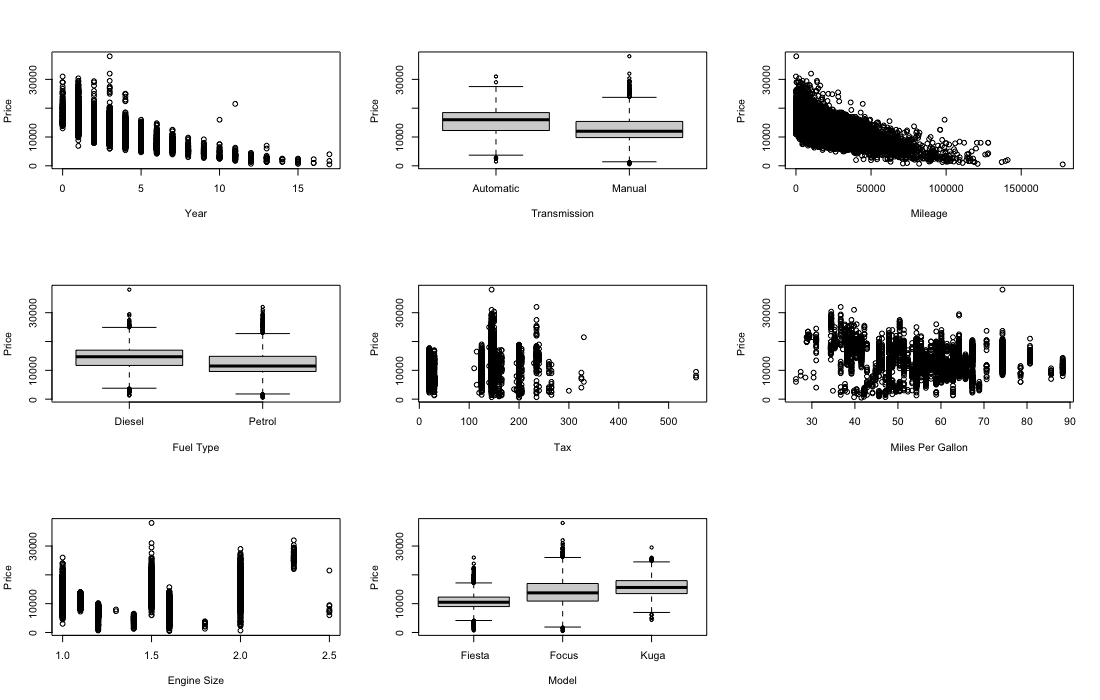 Price
0 10000 30000
0 5 10 15
Year
Price
0 10000 30000
Automatic Manual
Transmission
Price
0 10000 30000
0 50000 100000 150000
Mileage
Price
0 10000 30000
Diesel Petrol
Fuel Type
Price
0 10000 30000
0 100 200 300 400 500
Tax
Price
0 10000 30000
30 40 50 60 70 80 90
Miles Per Gallon
Price
0 10000 30000
1.0 1.5 2.0 2.5
Engine Size
Price
0 10000 30000
Fiesta Focus Kuga
Model